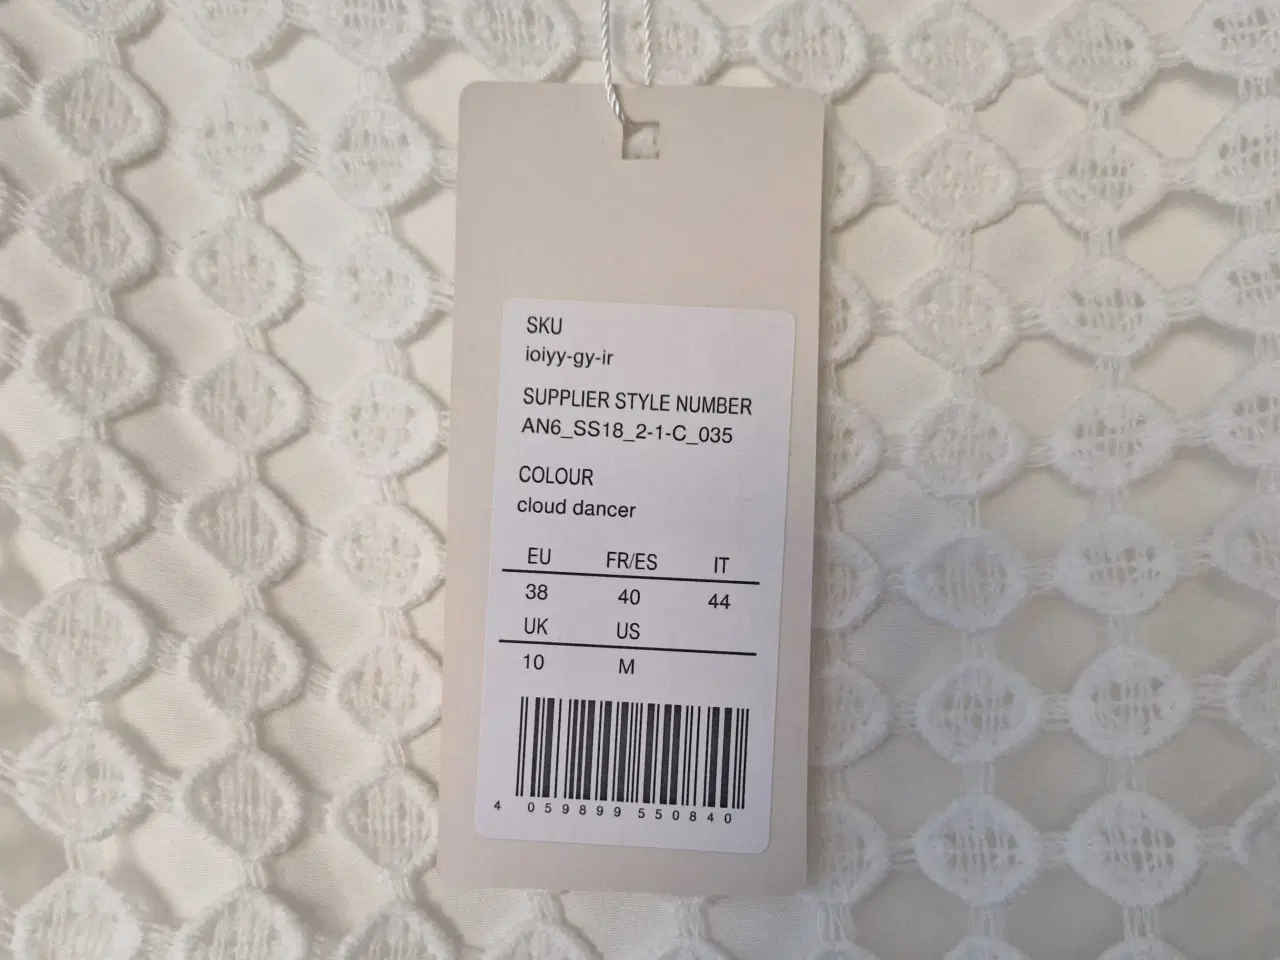 SKU
ioiyy-gy-ir
SUPPLIER STYLE NUMBER
AN6_SS18_2-1-C_035
COLOUR
cloud dancer
EU FR/ES IT
38 40 44
UK US
10 M
4 059899 550840